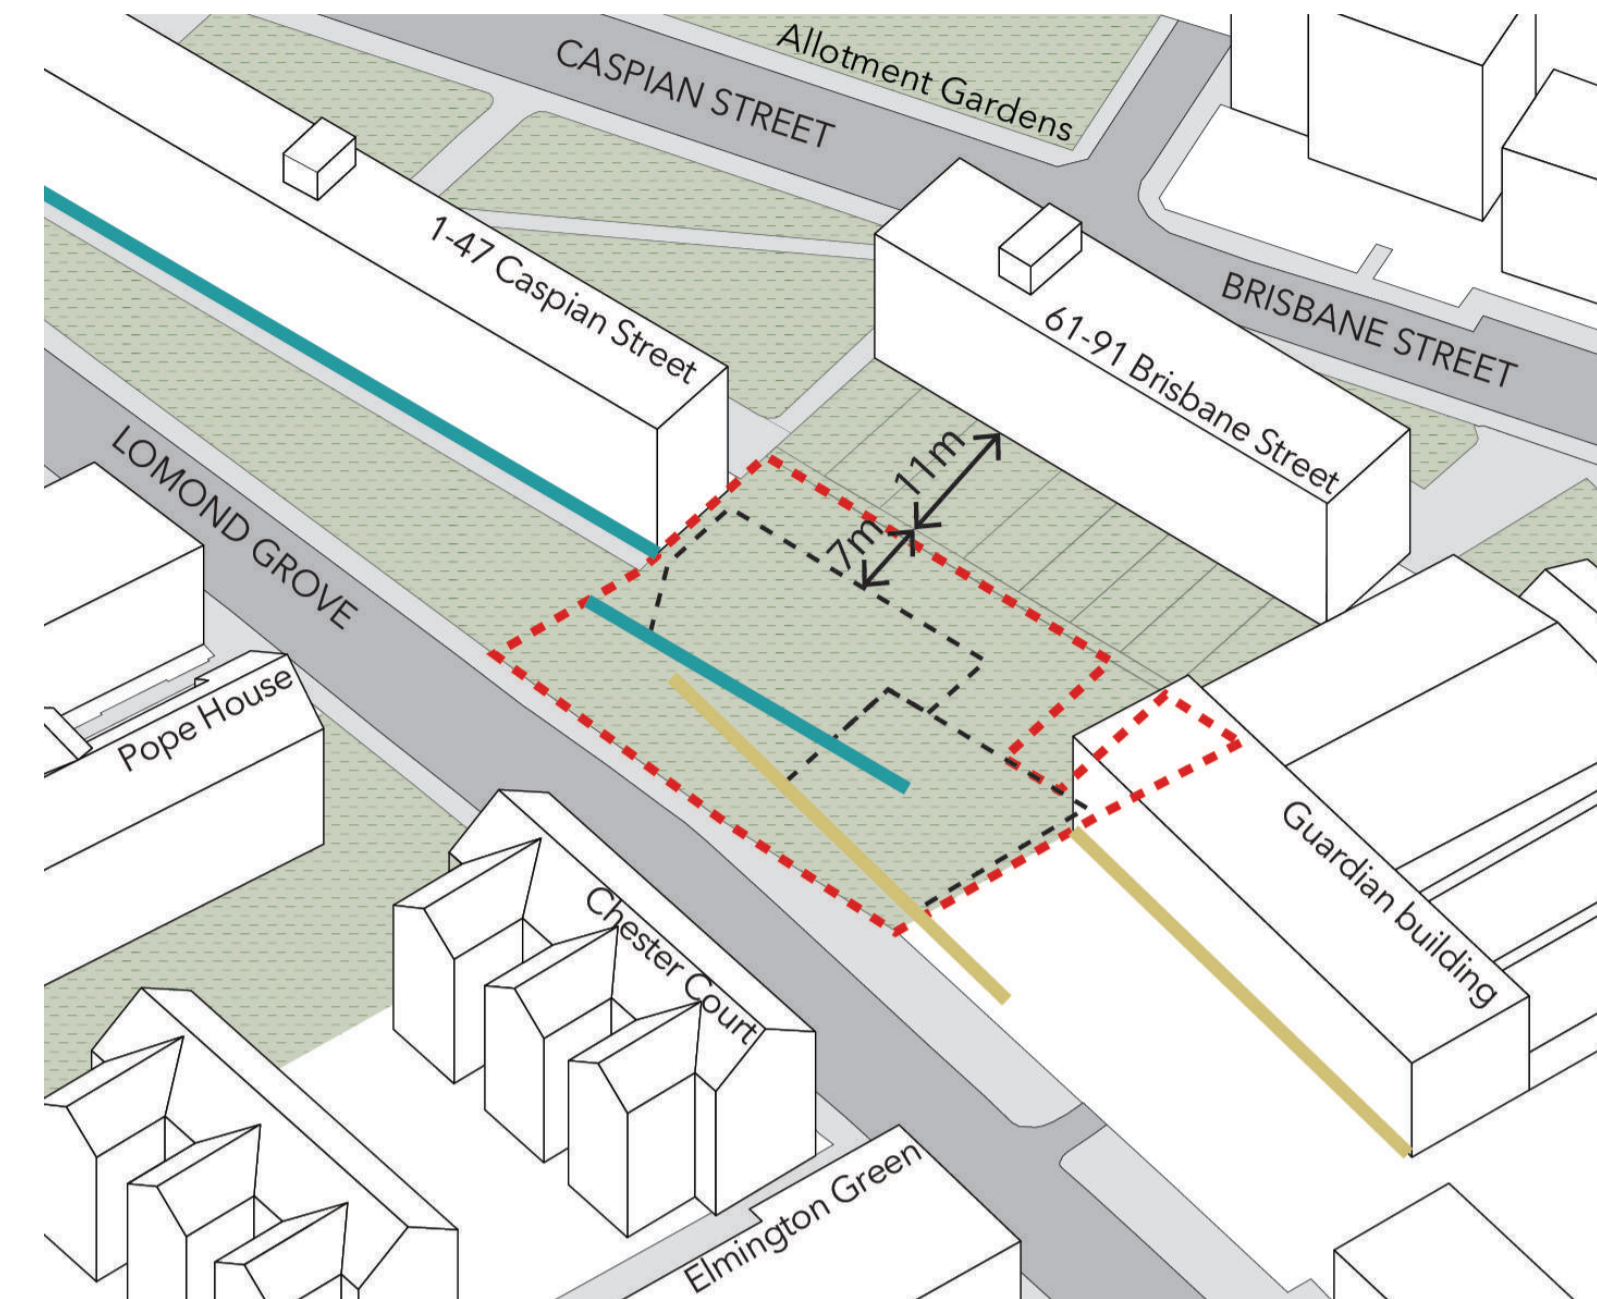 Allotment Gardens
CASPIAN STREET
1-47 Caspian Street
BRISBANE STREET
61-91 Brisbane Street
11m
7m
LOMOND GROVE
Pope House
Chester Court
Guardian building
Elmington Green